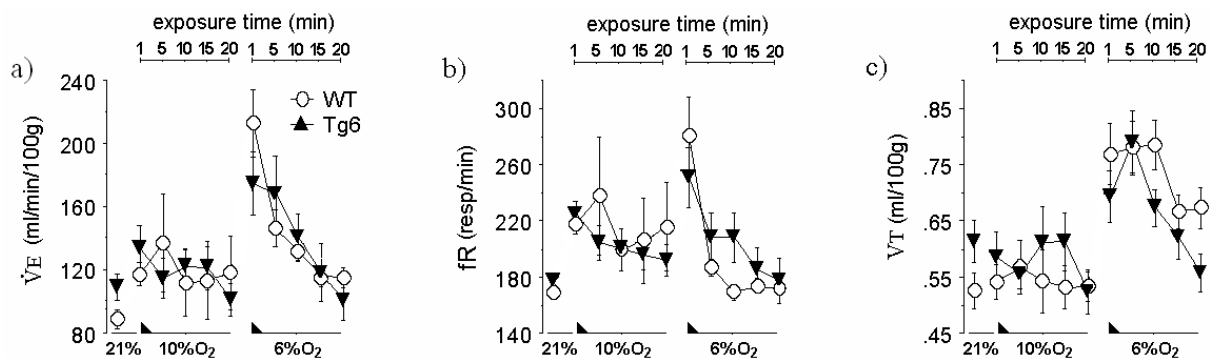 exposure time (min)
1 5 10 15 20 1 5 10 15 20
a)
240
200
160
120
80
V̇E (ml/min/100g)
WT
Tg6
21% 10%O₂ 6%O₂
exposure time (min)
1 5 10 15 20 1 5 10 15 20
b)
300
260
220
180
140
fR (resp/min)
21% 10%O₂ 6%O₂
exposure time (min)
1 5 10 15 20 1 5 10 15 20
c)
.85
.75
.65
.55
.45
VT (ml/100g)
21% 10%O₂ 6%O₂